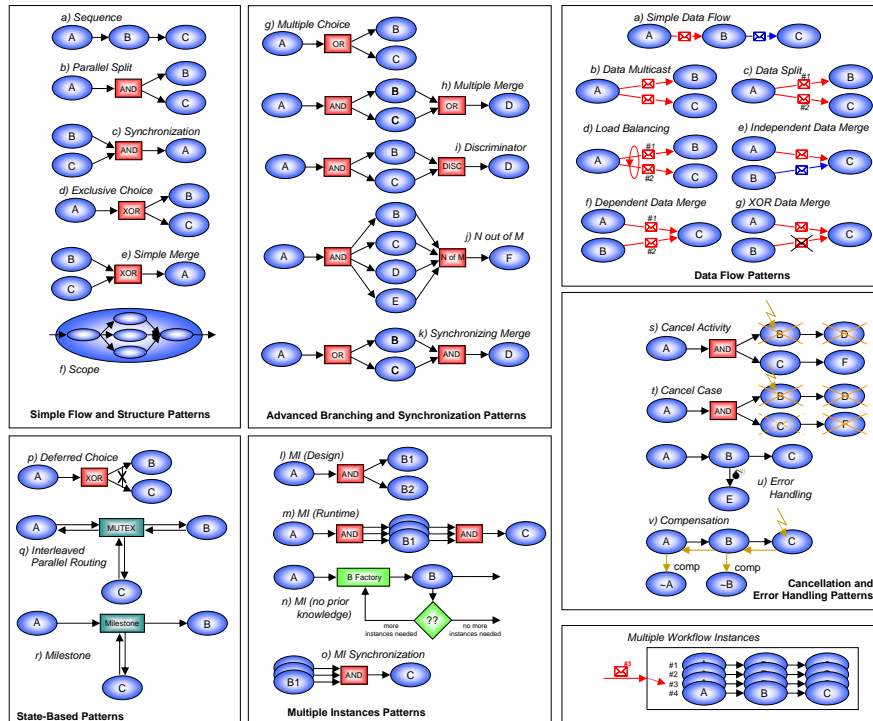 a) Sequence
A B C
b) Parallel Split
A AND B
C
c) Synchronization
B
C AND A
d) Exclusive Choice
A XOR B
C
e) Simple Merge
B
C XOR A
f) Scope
Simple Flow and Structure Patterns
g) Multiple Choice
A OR B
C
h) Multiple Merge
A AND B OR D
C
i) Discriminator
A AND B DISC D
C
j) N out of M
B
C
A AND N of M F
D
E
k) Synchronizing Merge
A OR B AND D
C
Advanced Branching and Synchronization Patterns
a) Simple Data Flow
A B C
b) Data Multicast
A B
C
c) Data Split
A #1 B
#2 C
d) Load Balancing
A #1 B
#2 C
e) Independent Data Merge
A
B C
f) Dependent Data Merge
A #1
B #2 C
g) XOR Data Merge
A
B C
Data Flow Patterns
s) Cancel Activity
A AND B D
C F
t) Cancel Case
A AND B D
C F
A B C
u) Error
Handling
E
v) Compensation
A B C
comp comp
~A ~B
Cancellation and
Error Handling Patterns
p) Deferred Choice
A XOR B
C
A MUTEX B
q) Interleaved
Parallel Routing
C
A Milestone B
r) Milestone
C
State-Based Patterns
l) MI (Design)
A AND B1
B2
m) MI (Runtime)
A AND B1 AND C
A B Factory B
n) MI (no prior
knowledge)
??
more
instances needed
no more
instances needed
o) MI Synchronization
B1 AND C
Multiple Instances Patterns
Multiple Workflow Instances
#3
#1
#2
#3
#4 A B C